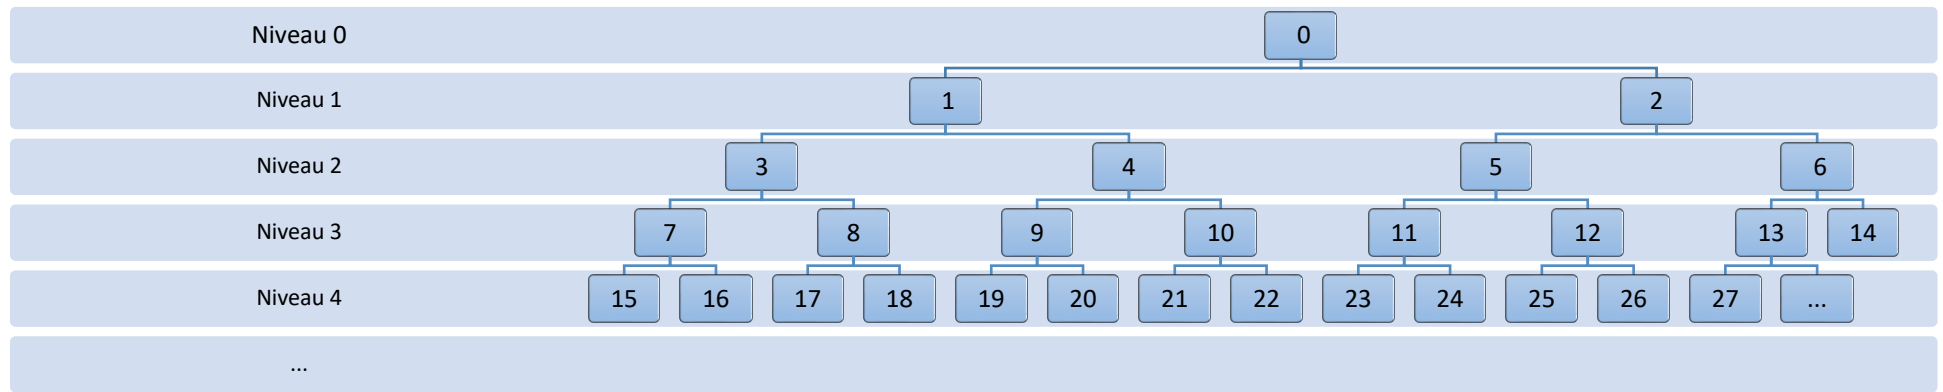 Niveau 0 0
Niveau 1 1 2
Niveau 2 3 4 5 6
Niveau 3 7 8 9 10 11 12 13 14
Niveau 4 15 16 17 18 19 20 21 22 23 24 25 26 27 ...
...